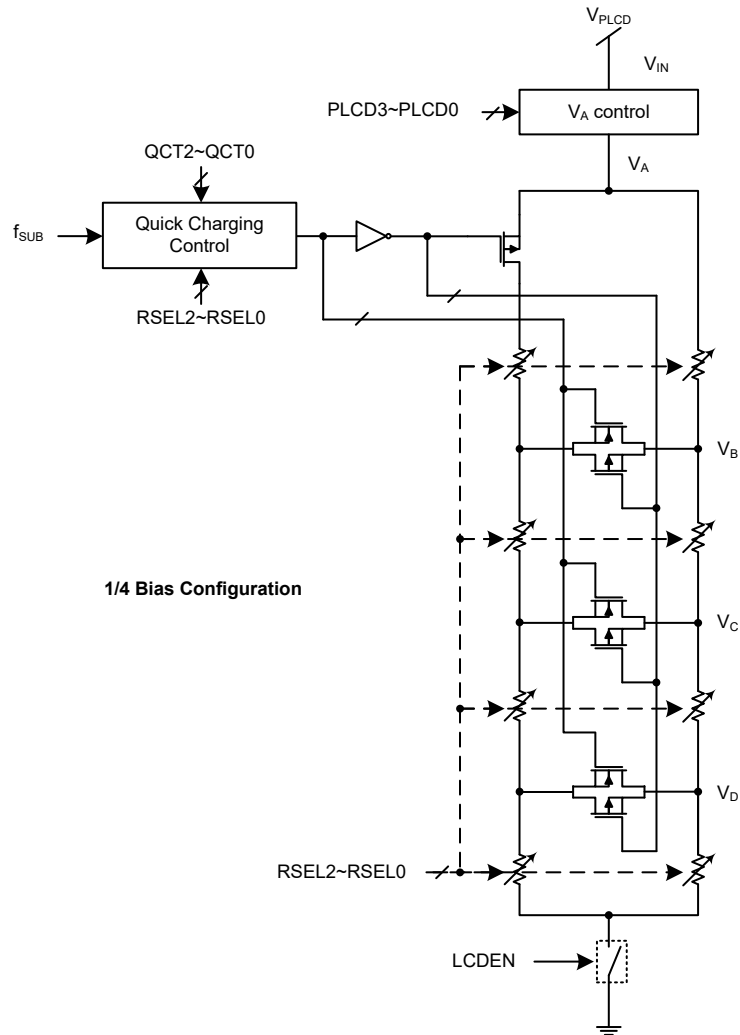 VPLCD
VIN
PLCD3~PLCD0
VA control
VA
QCT2~QCT0
fSUB
Quick Charging
Control
RSEL2~RSEL0
VB
1/4 Bias Configuration
VC
VD
RSEL2~RSEL0
LCDEN